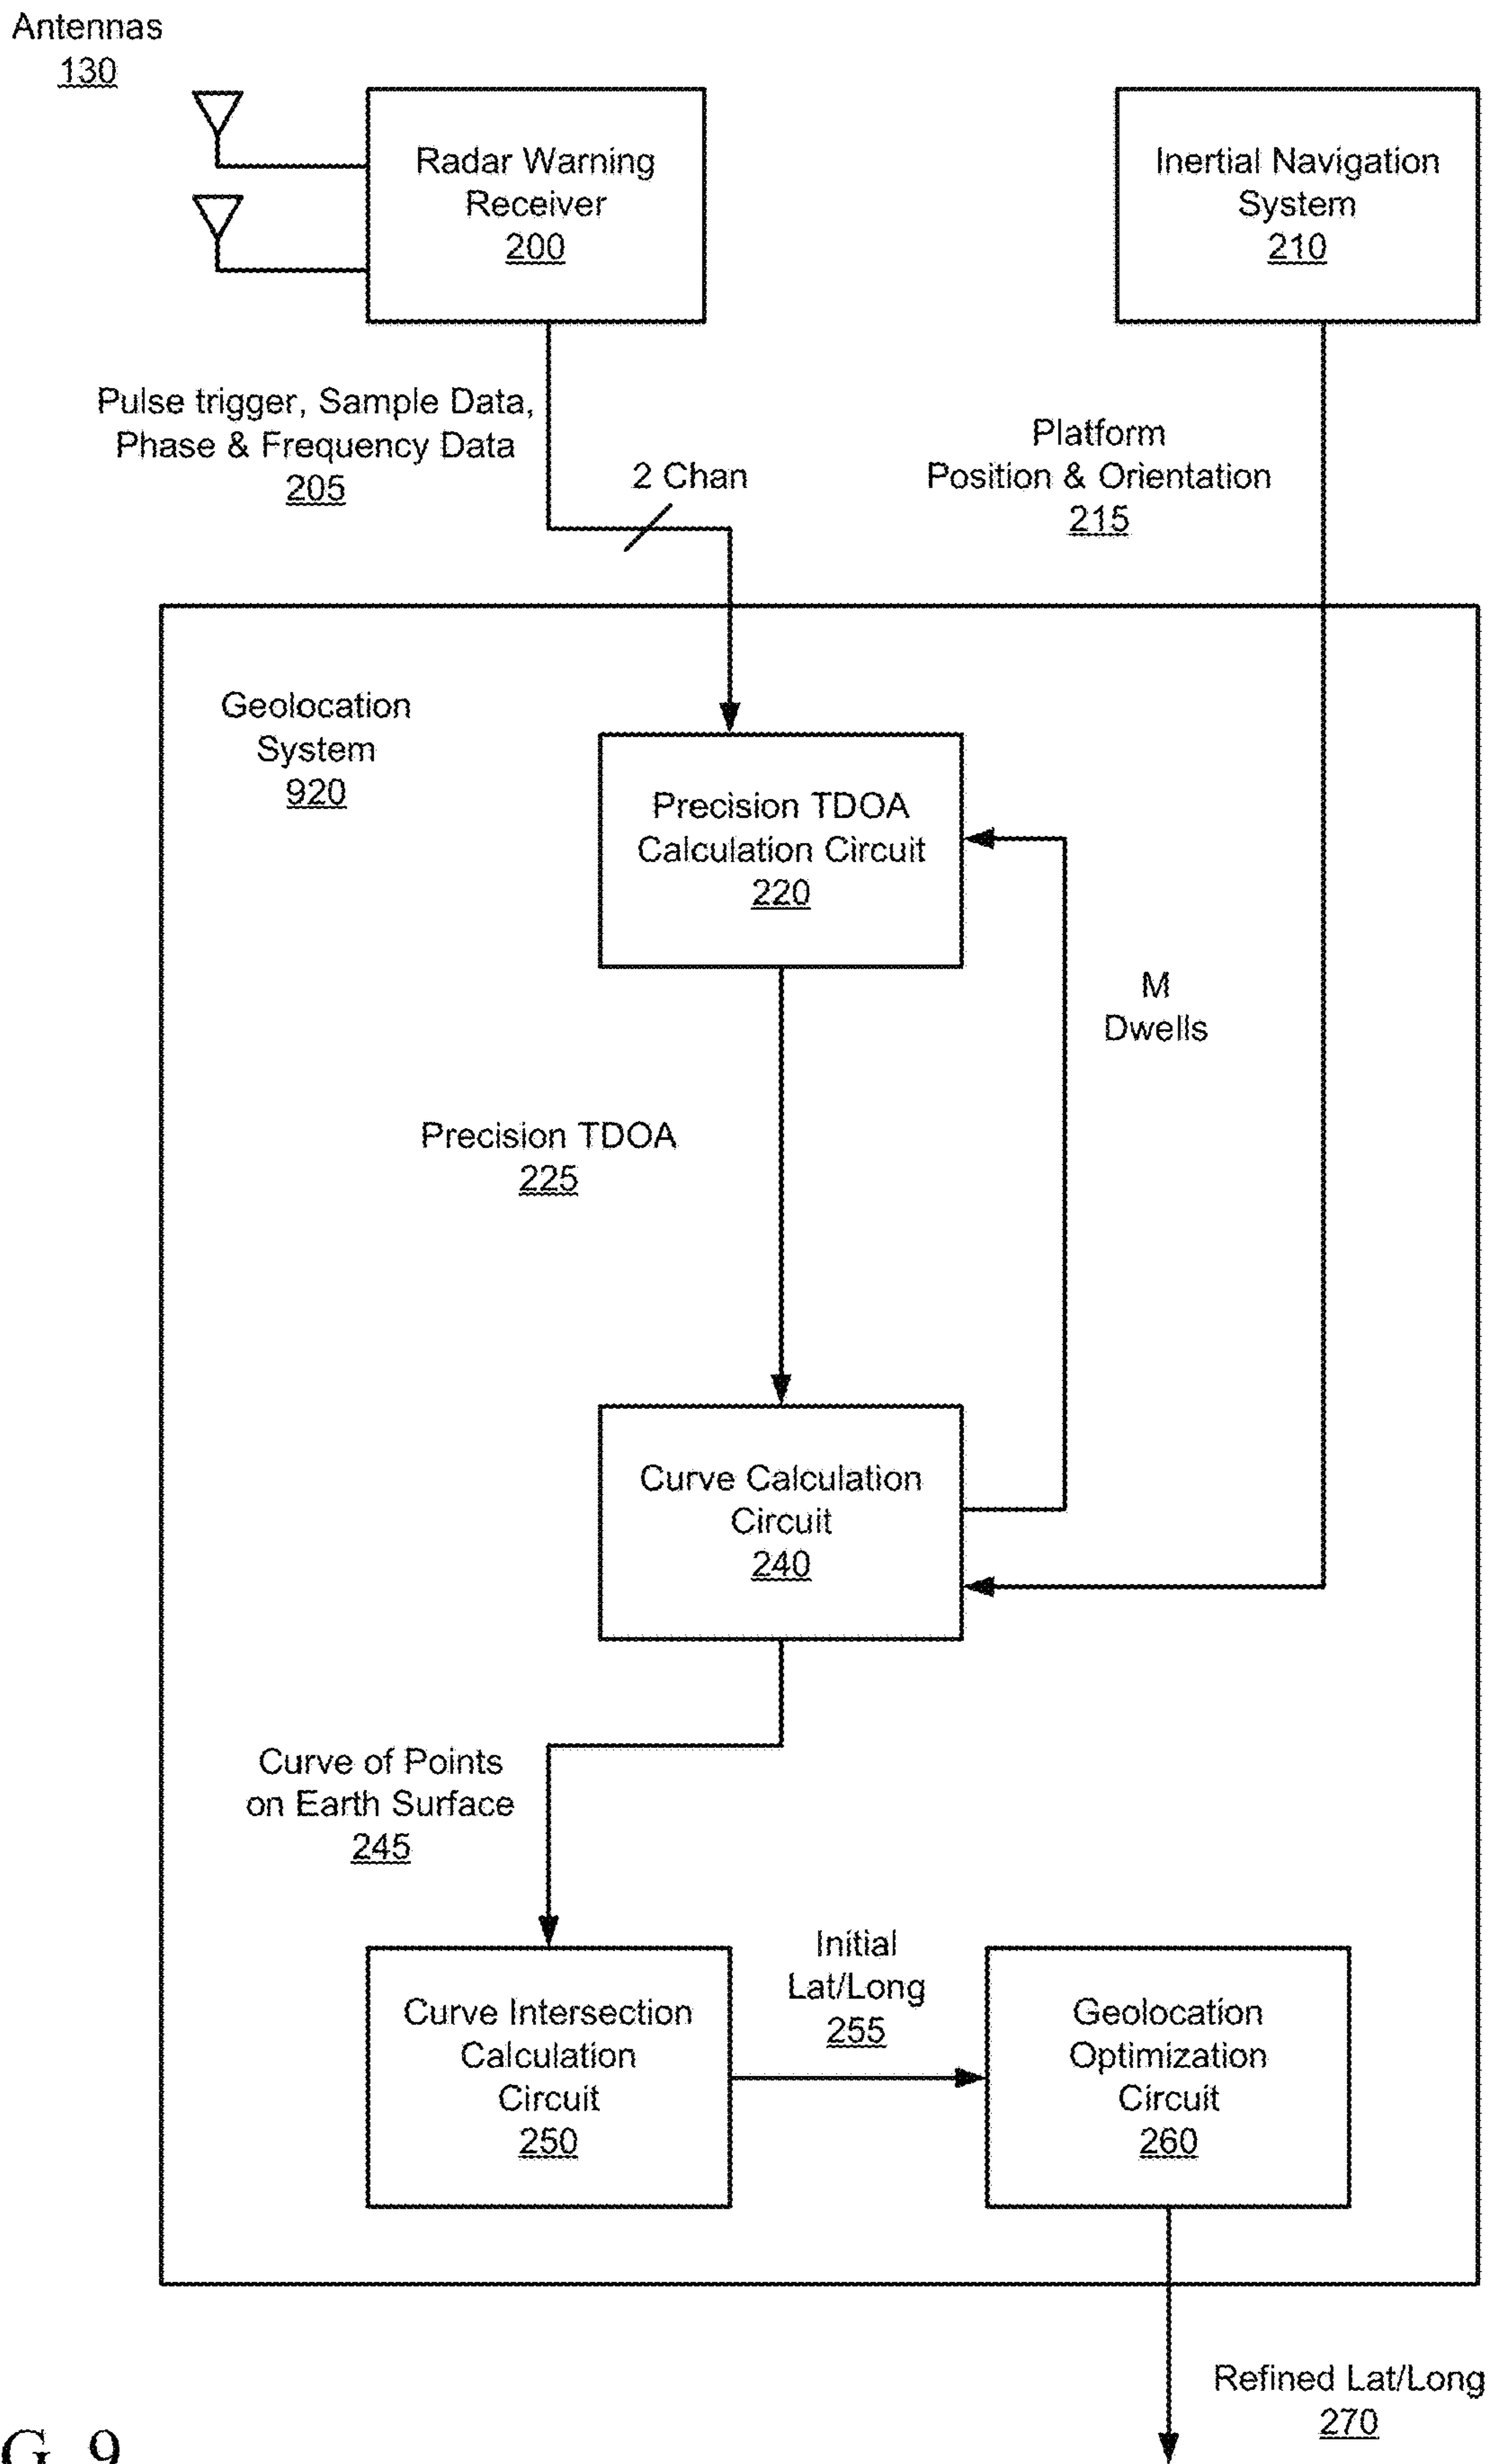 Antennas
130
Radar Warning
Receiver
200
Inertial Navigation
System
210
Pulse trigger, Sample Data,
Phase & Frequency Data
205
2 Chan
Platform
Position & Orientation
215
Geolocation
System
920
Precision TDOA
Calculation Circuit
220
M
Dwells
Precision TDOA
225
Curve Calculation
Circuit
240
Curve of Points
on Earth Surface
245
Initial
Lat/Long
255
Curve Intersection
Calculation
Circuit
250
Geolocation
Optimization
Circuit
260
Refined Lat/Long
270
G. 9